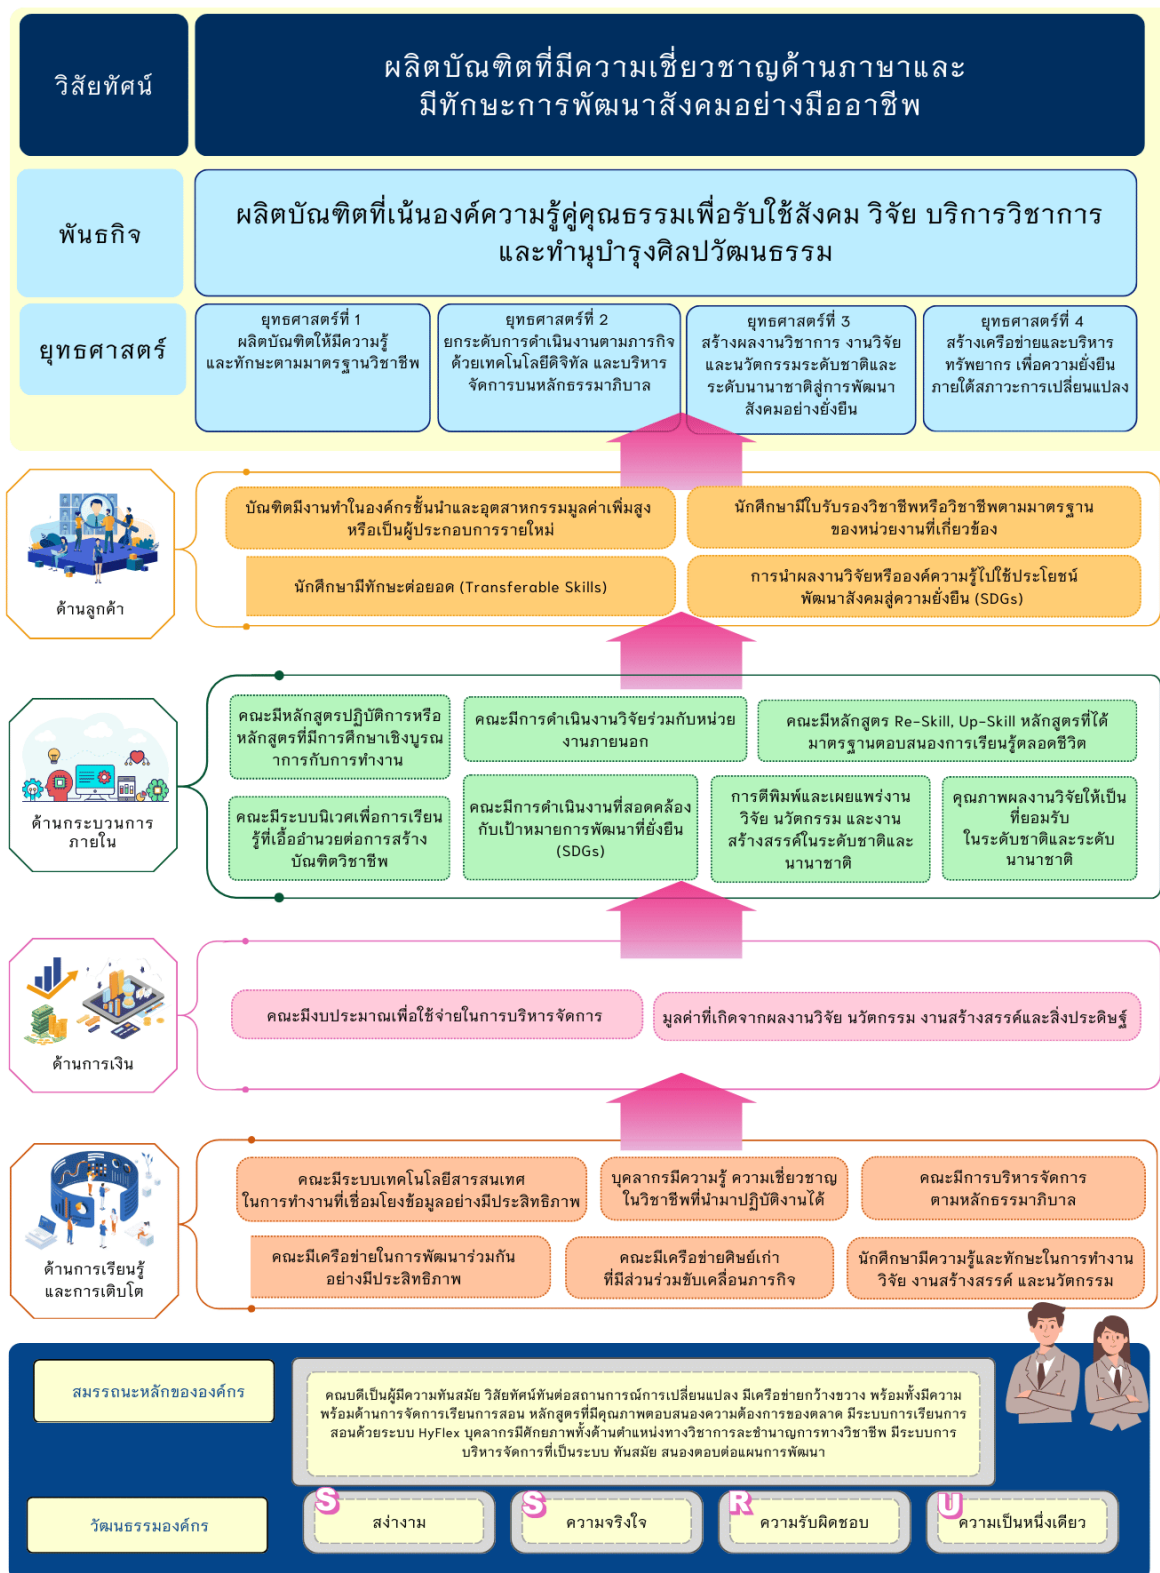 วิสัยทัศน์
ผลิตบัณฑิตที่มีความเชี่ยวชาญด้านภาษาและ
มีทักษะการพัฒนาสังคมอย่างมืออาชีพ
พันธกิจ
ผลิตบัณฑิตที่เน้นองค์ความรู้คู่คุณธรรมเพื่อรับใช้สังคม วิจัย บริการวิชาการ
และทำนุบำรุงศิลปวัฒนธรรม
ยุทธศาสตร์
ยุทธศาสตร์ที่ 1
ผลิตบัณฑิตให้มีความรู้
และทักษะตามมาตรฐานวิชาชีพ
ยุทธศาสตร์ที่ 2
ยกระดับการดำเนินงานตามภารกิจ
ด้วยเทคโนโลยีดิจิทัล และบริหาร
จัดการบนหลักธรรมาภิบาล
ยุทธศาสตร์ที่ 3
สร้างผลงานวิชาการ งานวิจัย
และนวัตกรรมระดับชาติและ
ระดับนานาชาติสู่การพัฒนา
สังคมอย่างยั่งยืน
ยุทธศาสตร์ที่ 4
สร้างเครือข่ายและบริหาร
ทรัพยากร เพื่อความยั่งยืน
ภายใต้สภาวะการเปลี่ยนแปลง
ด้านลูกค้า
บัณฑิตมีงานทำในองค์กรชั้นนำและอุตสาหกรรมมูลค่าเพิ่มสูง
หรือเป็นผู้ประกอบการรายใหม่
นักศึกษามีใบรับรองวิชาชีพหรือวิชาชีพตามมาตรฐาน
ของหน่วยงานที่เกี่ยวข้อง
นักศึกษามีทักษะต่อยอด (Transferable Skills)
การนำผลงานวิจัยหรือองค์ความรู้ไปใช้ประโยชน์
พัฒนาสังคมสู่ความยั่งยืน (SDGs)
ด้านกระบวนการ
ภายใน
คณะมีหลักสูตรปฏิบัติการหรือ
หลักสูตรที่มีการศึกษาเชิงบูรณ
าการกับการทำงาน
คณะมีการดำเนินงานวิจัยร่วมกับหน่วย
งานภายนอก
คณะมีหลักสูตร Re-Skill, Up-Skill หลักสูตรที่ได้
มาตรฐานตอบสนองการเรียนรู้ตลอดชีวิต
คณะมีระบบนิเวศเพื่อการเรียน
รู้ที่เอื้ออำนวยต่อการสร้าง
บัณฑิตวิชาชีพ
คณะมีการดำเนินงานที่สอดคล้อง
กับเป้าหมายการพัฒนาที่ยั่งยืน
(SDGs)
การตีพิมพ์และเผยแพร่งาน
วิจัย นวัตกรรม และงาน
สร้างสรรค์ในระดับชาติและ
นานาชาติ
คุณภาพผลงานวิจัยให้เป็น
ที่ยอมรับ
ในระดับชาติและระดับ
นานาชาติ
ด้านการเงิน
คณะมีงบประมาณเพื่อใช้จ่ายในการบริหารจัดการ
มูลค่าที่เกิดจากผลงานวิจัย นวัตกรรม งานสร้างสรรค์และสิ่งประดิษฐ์
ด้านการเรียนรู้
และการเติบโต
คณะมีระบบเทคโนโลยีสารสนเทศ
ในการทำงานที่เชื่อมโยงข้อมูลอย่างมีประสิทธิภาพ
บุคลากรมีความรู้ ความเชี่ยวชาญ
ในวิชาชีพที่นำมาปฏิบัติงานได้
คณะมีการบริหารจัดการ
ตามหลักธรรมาภิบาล
คณะมีเครือข่ายในการพัฒนาร่วมกัน
อย่างมีประสิทธิภาพ
คณะมีเครือข่ายศิษย์เก่า
ที่มีส่วนร่วมขับเคลื่อนภารกิจ
นักศึกษามีความรู้และทักษะในการทำงาน
วิจัย งานสร้างสรรค์ และนวัตกรรม
สมรรถนะหลักขององค์กร
คณบดีเป็นผู้มีความทันสมัย วิสัยทัศน์ทันต่อสถานการณ์การเปลี่ยนแปลง มีเครือข่ายกว้างขวาง พร้อมทั้งมีความ
พร้อมด้านการจัดการเรียนการสอน หลักสูตรที่มีคุณภาพตอบสนองความต้องการของตลาด มีระบบการเรียนการ
สอนด้วยระบบ HyFlex บุคลากรมีศักยภาพทั้งด้านตำแหน่งทางวิชาการละชำนาญการทางวิชาชีพ มีระบบการ
บริหารจัดการที่เป็นระบบ ทันสมัย สนองตอบต่อแผนการพัฒนา
วัฒนธรรมองค์กร
S สง่างาม
S ความจริงใจ
R ความรับผิดชอบ
U ความเป็นหนึ่งเดียว